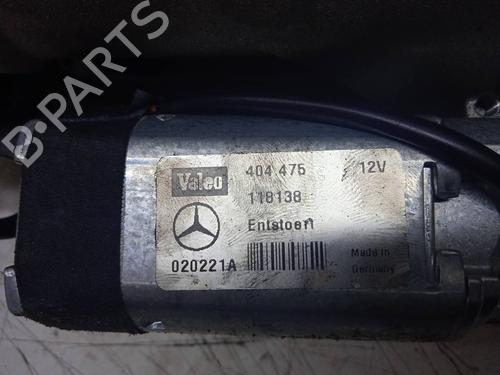 B-PARTS
Valeo 404 475 12V
118138
Entstoert
020221A
Made in
Germany